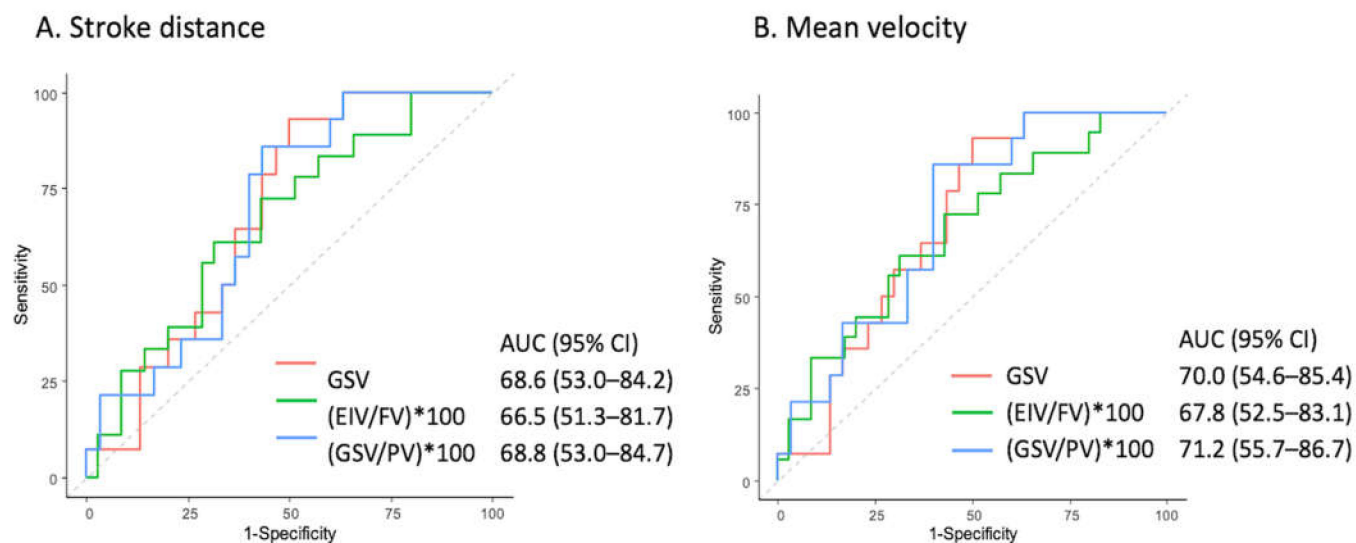 A. Stroke distance
100
75
50
25
0
Sensitivity
0 25 50 75 100
1-Specificity
AUC (95% CI)
GSV 68.6 (53.0–84.2)
(EIV/FV)*100 66.5 (51.3–81.7)
(GSV/PV)*100 68.8 (53.0–84.7)
B. Mean velocity
100
75
50
25
0
Sensitivity
0 25 50 75 100
1-Specificity
AUC (95% CI)
GSV 70.0 (54.6–85.4)
(EIV/FV)*100 67.8 (52.5–83.1)
(GSV/PV)*100 71.2 (55.7–86.7)